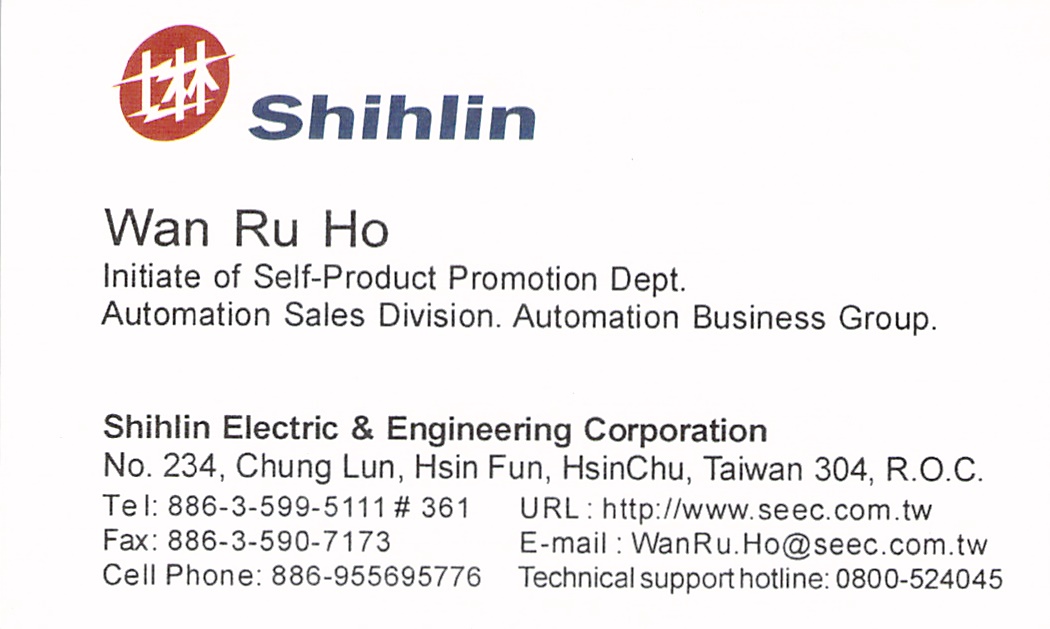 士林
Shihlin
Wan Ru Ho
Initiate of Self-Product Promotion Dept.
Automation Sales Division. Automation Business Group.
Shihlin Electric & Engineering Corporation
No. 234, Chung Lun, Hsin Fun, HsinChu, Taiwan 304, R.O.C.
Tel: 886-3-599-5111 # 361 URL : http://www.seec.com.tw
Fax: 886-3-590-7173 E-mail : WanRu.Ho@seec.com.tw
Cell Phone: 886-955695776 Technical support hotline: 0800-524045